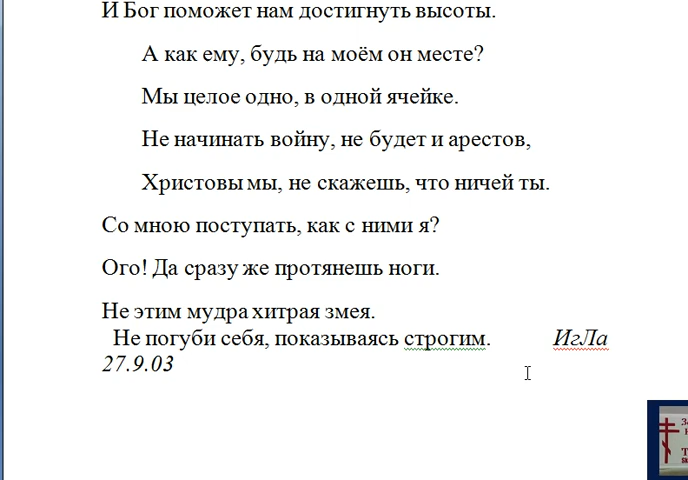 И Бог поможет нам достигнуть высоты.
А как ему, будь на моём он месте?
Мы целое одно, в одной ячейке.
Не начинать войну, не будет и арестов,
Христовы мы, не скажешь, что ничей ты.
Со мною поступать, как с ними я?
Ого! Да сразу же протянешь ноги.
Не этим мудра хитрая змея.
Не погуби себя, показываясь строгим. ИгЛа
27.9.03